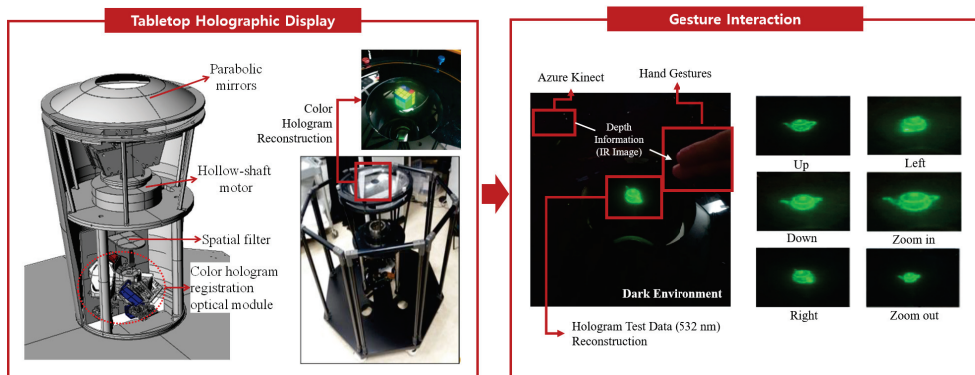 Tabletop Holographic Display
Parabolic
mirrors
Hollow-shaft
motor
Spatial filter
Color hologram
registration
optical module
Color
Hologram
Reconstruction
Gesture Interaction
Azure Kinect
Hand Gestures
Depth
Information
(IR Image)
Dark Environment
Hologram Test Data (532 nm)
Reconstruction
Up
Left
Down
Zoom in
Right
Zoom out